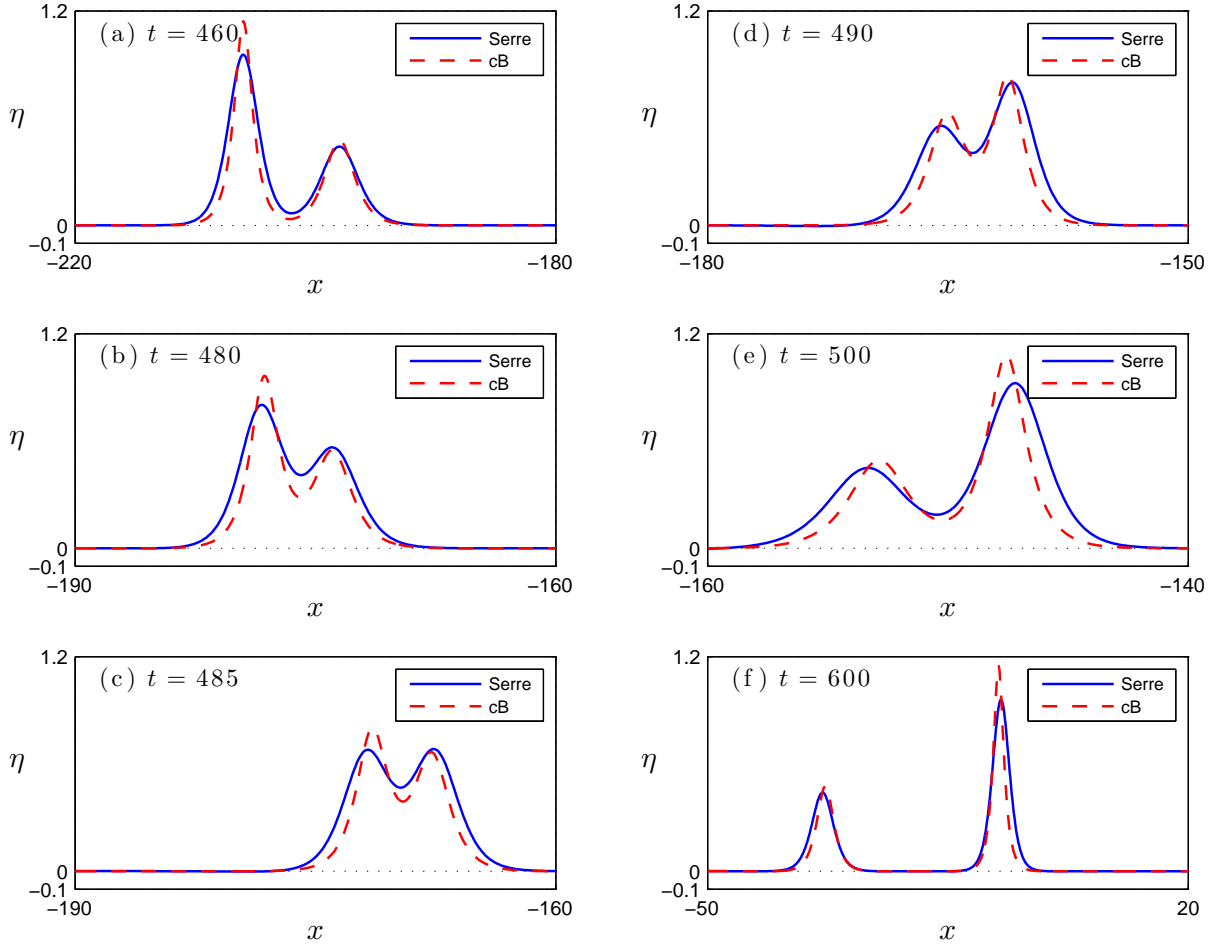 (a) t = 460
1.2
η
0
−0.1
−220
−180
x
Serre
cB
(b) t = 480
1.2
η
0
−0.1
−190
−160
x
Serre
cB
(c) t = 485
1.2
η
0
−0.1
−190
−160
x
Serre
cB
(d) t = 490
1.2
η
0
−0.1
−180
−150
x
Serre
cB
(e) t = 500
1.2
η
0
−0.1
−160
−140
x
Serre
cB
(f) t = 600
1.2
η
0
−0.1
−50
20
x
Serre
cB